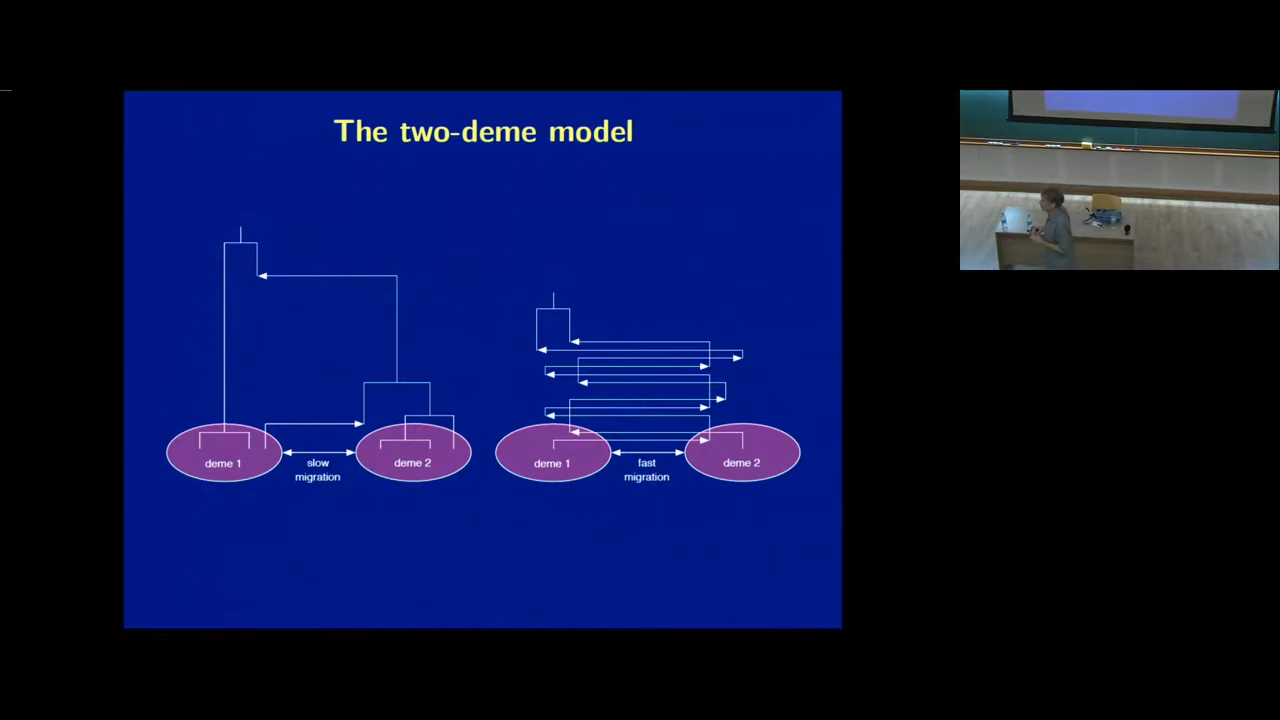 The two-deme model
deme 1
slow
migration
deme 2
deme 1
fast
migration
deme 2